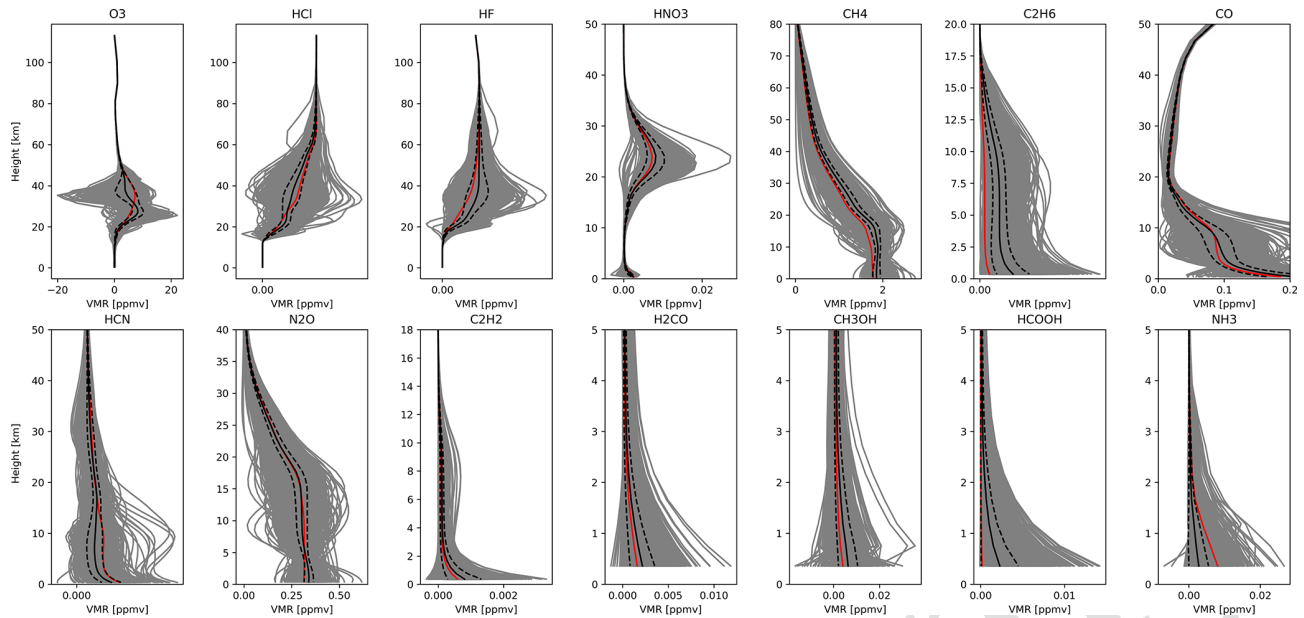 O3 HCl HF HNO3 CH4 C2H6 CO
Height [km]
0 20 40 60 80 100
−20 0 20
VMR [ppmv]
0 20 40 60 80 100
0.00
VMR [ppmv]
0 20 40 60 80 100
0.00
VMR [ppmv]
0 10 20 30 40 50
0.00 0.02
VMR [ppmv]
0 10 20 30 40 50 60 70 80
0 2
VMR [ppmv]
0.0 2.5 5.0 7.5 10.0 12.5 15.0 17.5 20.0
0.00
VMR [ppmv]
0 10 20 30 40 50
0.0 0.1 0.2
VMR [ppmv]
HCN N2O C2H2 H2CO CH3OH HCOOH NH3
Height [km]
0 10 20 30 40 50
0.000
VMR [ppmv]
0 5 10 15 20 25 30 35 40
0.00 0.25 0.50
VMR [ppmv]
0 2 4 6 8 10 12 14 16 18
0.000 0.002
VMR [ppmv]
0 1 2 3 4 5
0.000 0.005 0.010
VMR [ppmv]
0 1 2 3 4 5
0.00 0.02
VMR [ppmv]
0 1 2 3 4 5
0.00 0.01
VMR [ppmv]
0 1 2 3 4 5
0.00 0.02
VMR [ppmv]